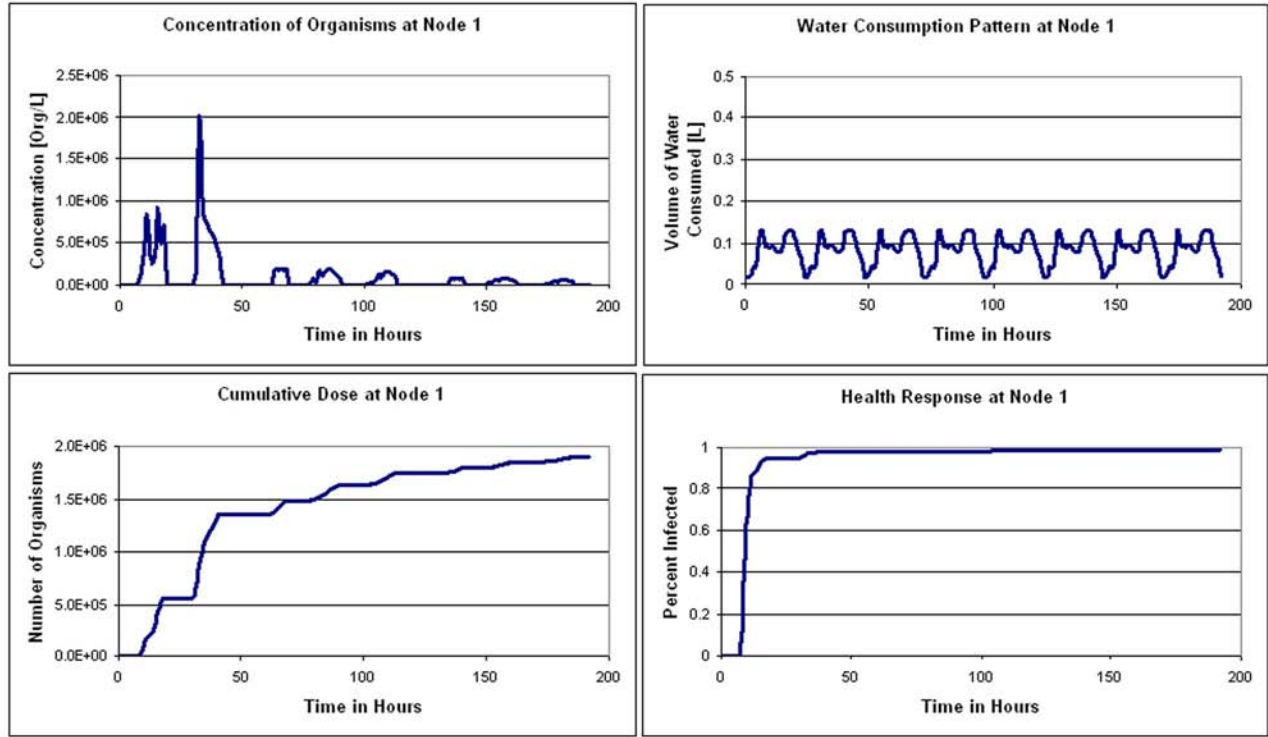 Concentration of Organisms at Node 1
Concentration [Org/L]
2.5E+06
2.0E+06
1.5E+06
1.0E+06
5.0E+05
0.0E+00
0 50 100 150 200
Time in Hours
Water Consumption Pattern at Node 1
Volume of Water
Consumed [L]
0.5
0.4
0.3
0.2
0.1
0
0 50 100 150 200
Time in Hours
Cumulative Dose at Node 1
Number of Organisms
2.0E+06
1.5E+06
1.0E+06
5.0E+05
0.0E+00
0 50 100 150 200
Time in Hours
Health Response at Node 1
Percent Infected
1
0.8
0.6
0.4
0.2
0
0 50 100 150 200
Time in Hours